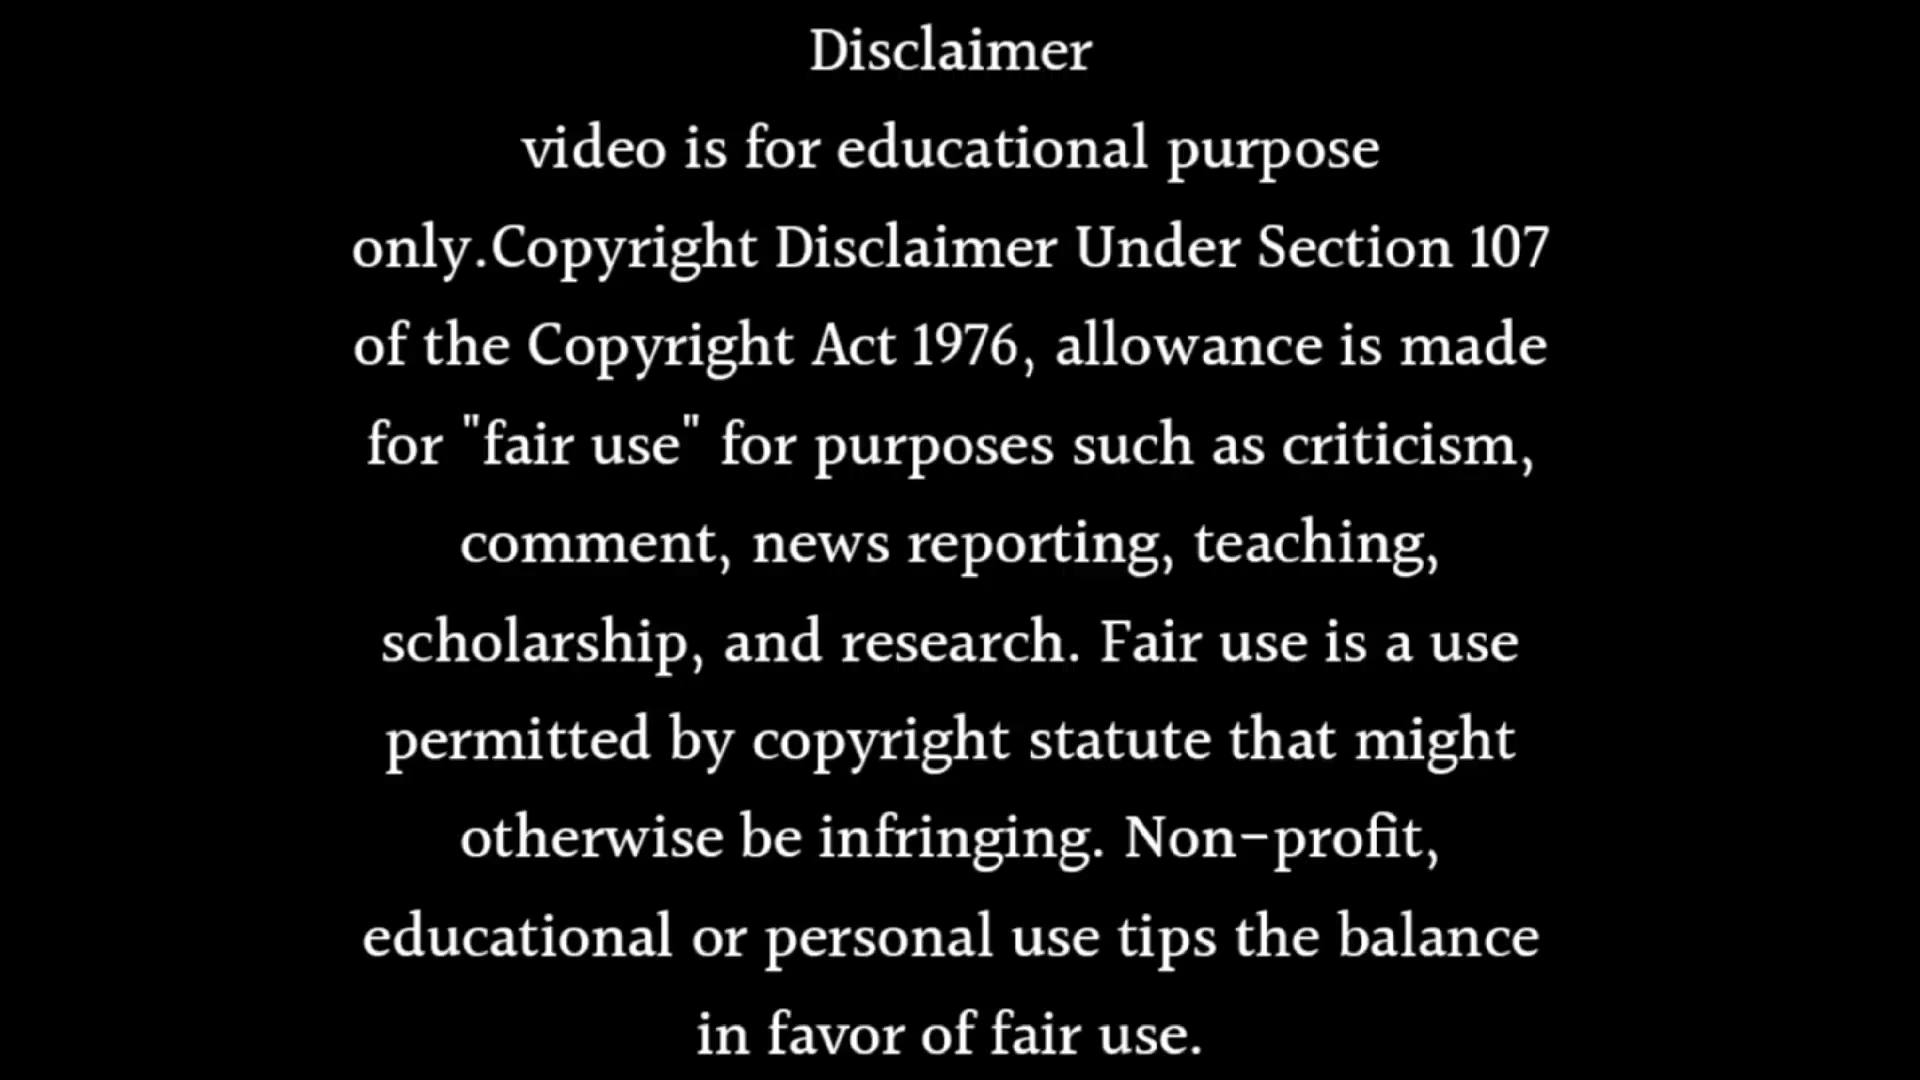 Disclaimer
video is for educational purpose
only.Copyright Disclaimer Under Section 107
of the Copyright Act 1976, allowance is made
for "fair use" for purposes such as criticism,
comment, news reporting, teaching,
scholarship, and research. Fair use is a use
permitted by copyright statute that might
otherwise be infringing. Non-profit,
educational or personal use tips the balance
in favor of fair use.